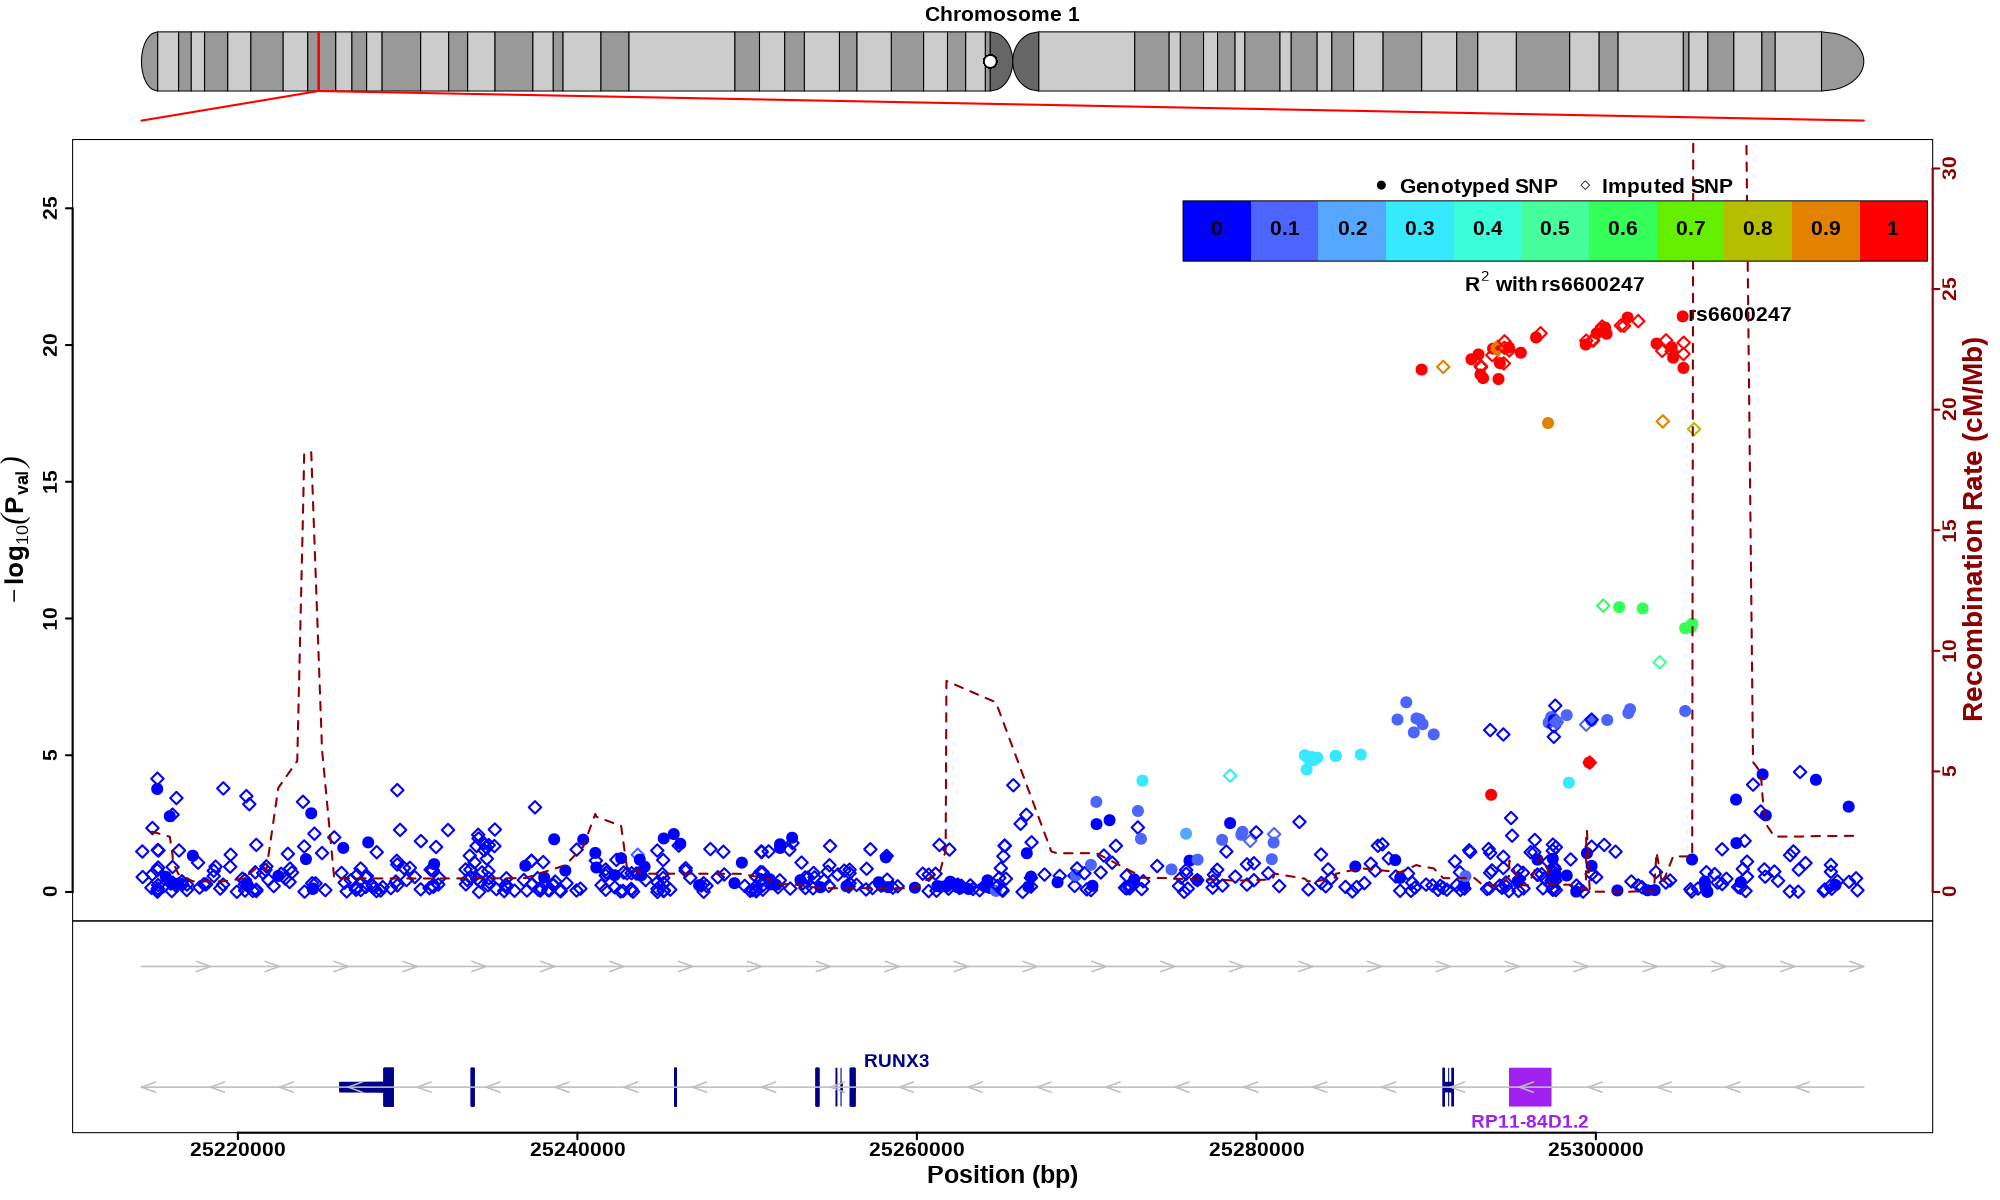 Chromosome 1
Genotyped SNP Imputed SNP
0 0.1 0.2 0.3 0.4 0.5 0.6 0.7 0.8 0.9 1
R² with rs6600247
rs6600247
−log₁₀(Pval)
0 5 10 15 20 25
Recombination Rate (cM/Mb)
0 5 10 15 20 25 30
RUNX3
RP11-84D1.2
25220000 25240000 25260000 25280000 25300000
Position (bp)